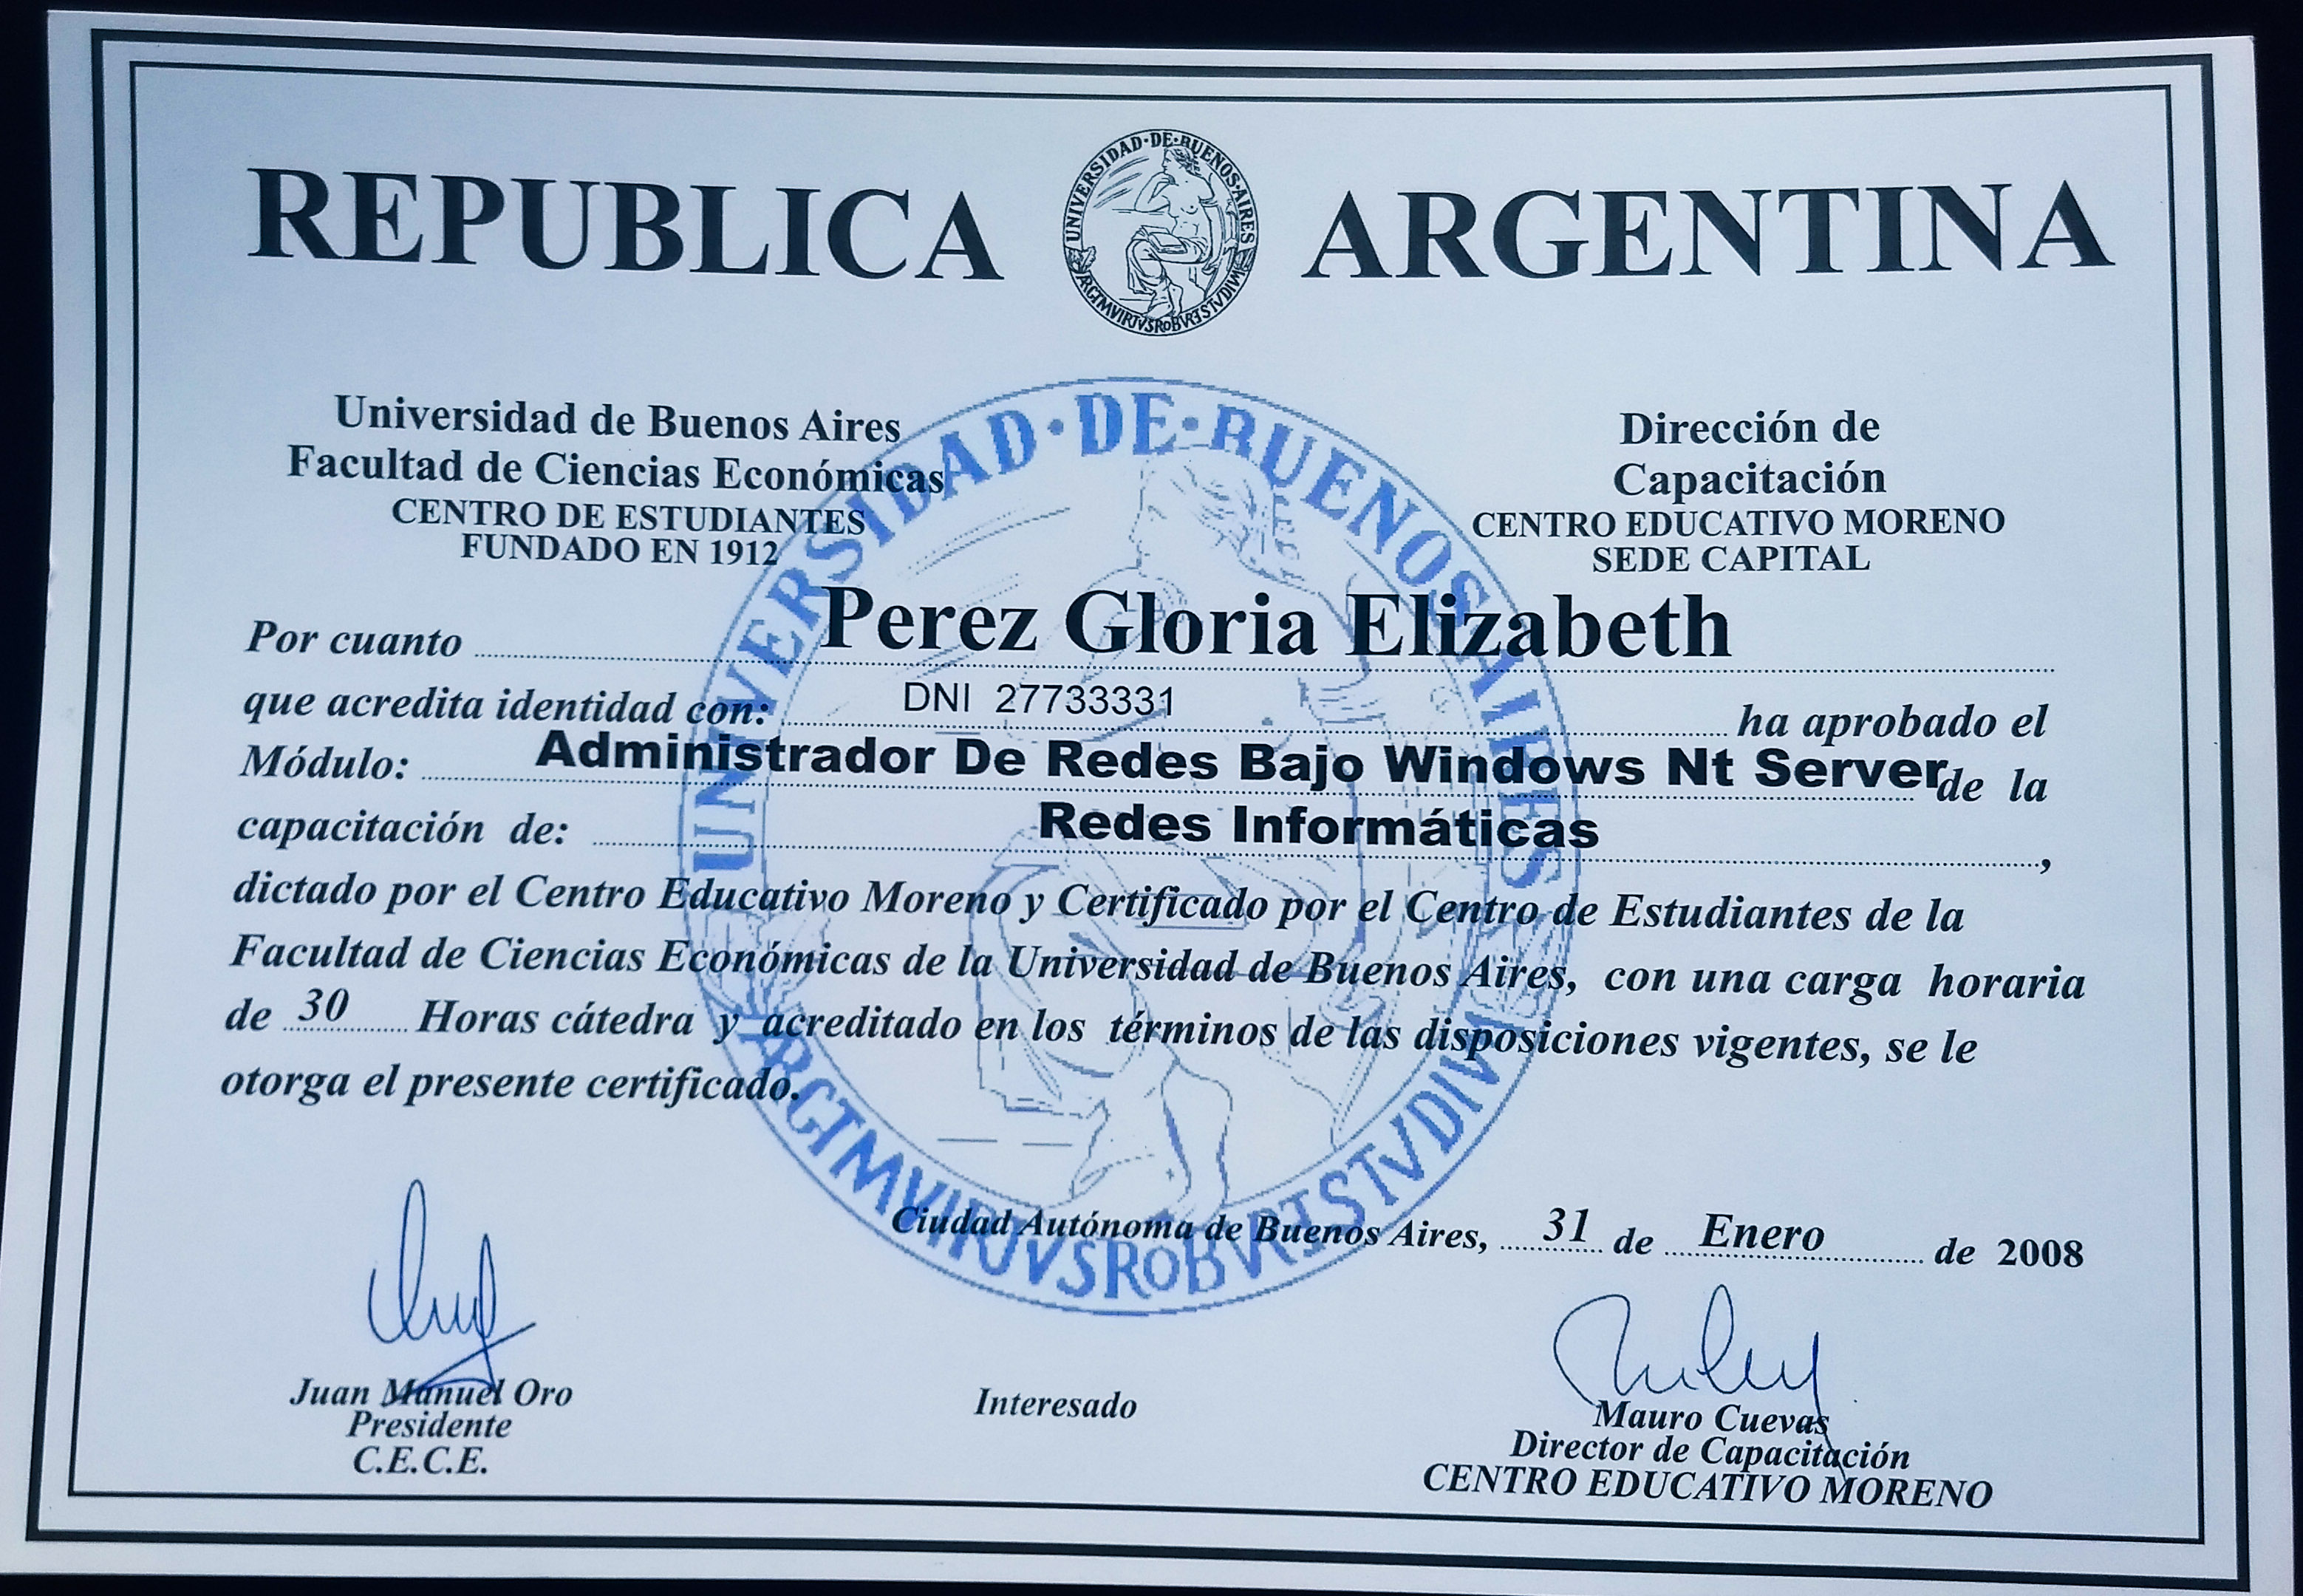 REPUBLICA ARGENTINA
UNIVERSIDAD·DE·BUENOS·AIRES
ARGTMVIRTVSROBVRETSTVDIVM
Universidad de Buenos Aires
Facultad de Ciencias Económicas
CENTRO DE ESTUDIANTES
FUNDADO EN 1912
Dirección de
Capacitación
CENTRO EDUCATIVO MORENO
SEDE CAPITAL
UNIVERSIDAD·DE·BUENOS·AIRES
ARGTMVIRTVSROBVRETSTVDIVM
Por cuanto Perez Gloria Elizabeth
que acredita identidad con: DNI 27733331 ha aprobado el
Módulo: Administrador De Redes Bajo Windows Nt Server de la
capacitación de: Redes Informáticas,
dictado por el Centro Educativo Moreno y Certificado por el Centro de Estudiantes de la
Facultad de Ciencias Económicas de la Universidad de Buenos Aires, con una carga horaria
de 30 Horas cátedra y acreditado en los términos de las disposiciones vigentes, se le
otorga el presente certificado.
Ciudad Autónoma de Buenos Aires, 31 de Enero de 2008
Juan Manuel Oro
Presidente
C.E.C.E.
Interesado
Mauro Cuevas
Director de Capacitación
CENTRO EDUCATIVO MORENO